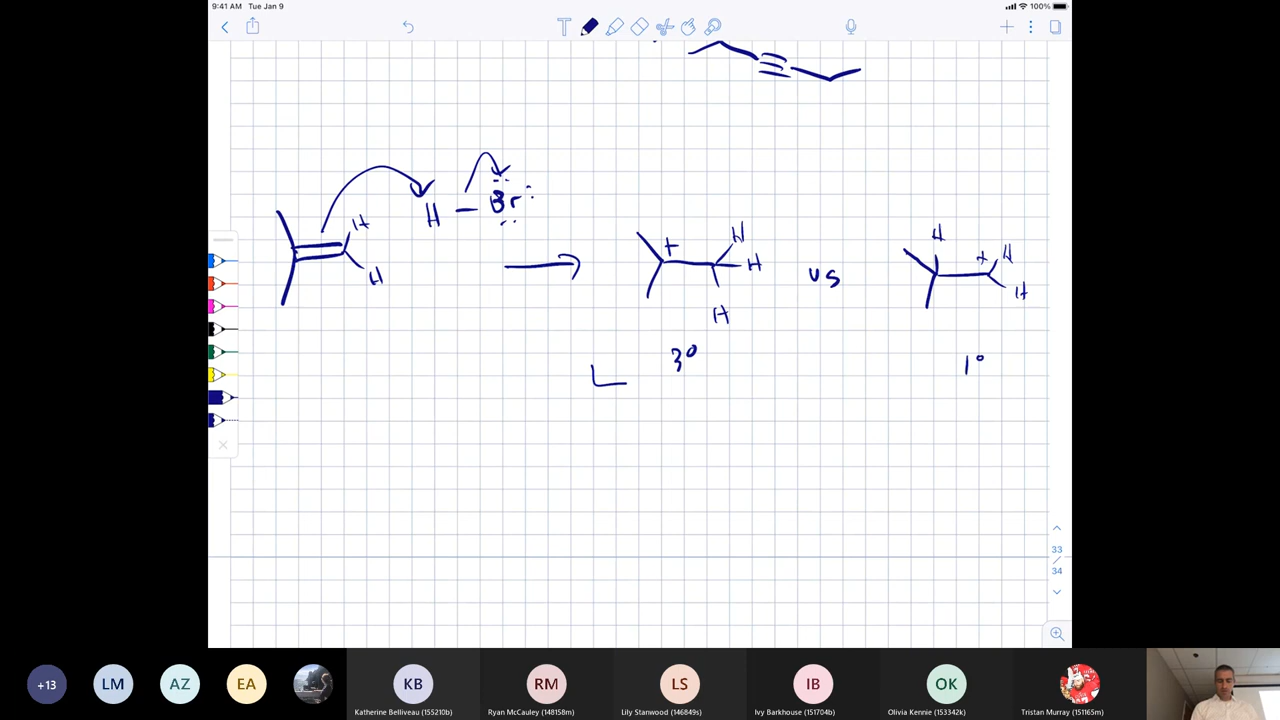 9:41 AM Tue Jan 9
100%
T
H
H — Br
H
+
H
H
H
vs
H
+
H
H
3°
1°
33
/
34
+13
LM
AZ
EA
KB
RM
LS
IB
OK
Katherine Belliveau (155210b)
Ryan McCauley (148158m)
Lily Stanwood (146849s)
Ivy Barkhouse (151704b)
Olivia Kennie (153342k)
Tristan Murray (151165m)